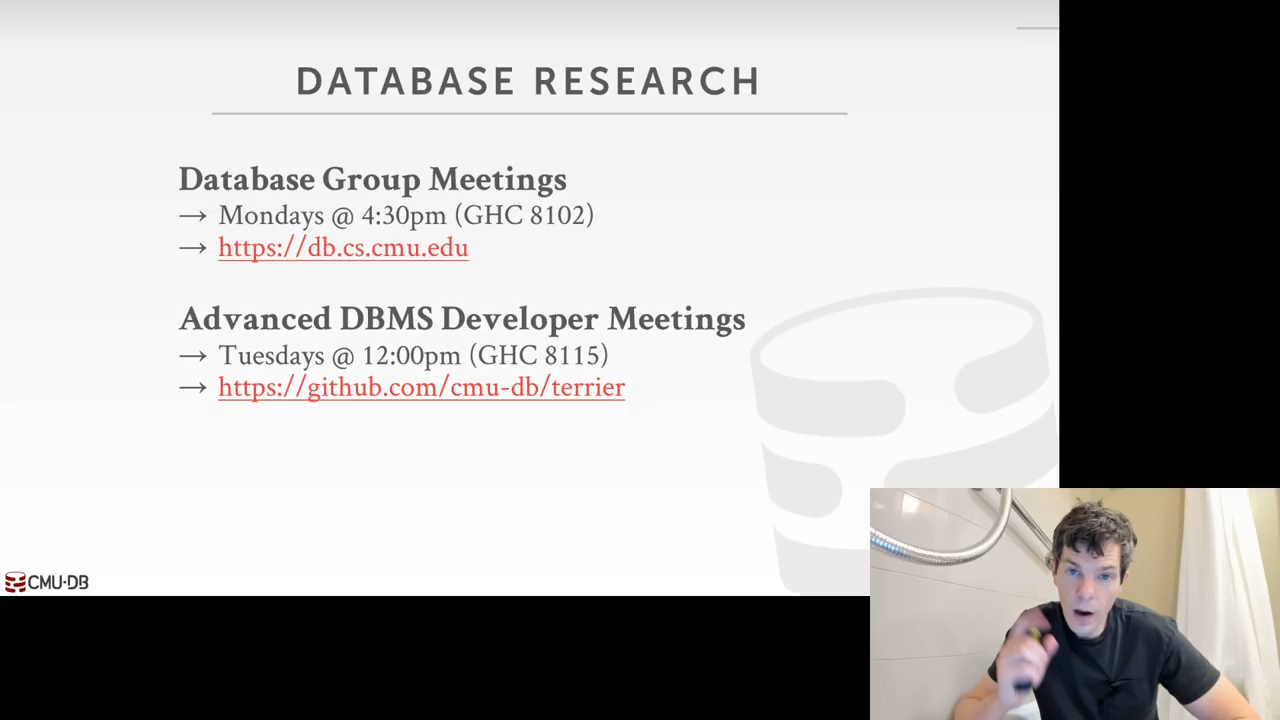 DATABASE RESEARCH
Database Group Meetings
→ Mondays @ 4:30pm (GHC 8102)
→ https://db.cs.cmu.edu
Advanced DBMS Developer Meetings
→ Tuesdays @ 12:00pm (GHC 8115)
→ https://github.com/cmu-db/terrier
CMU·DB